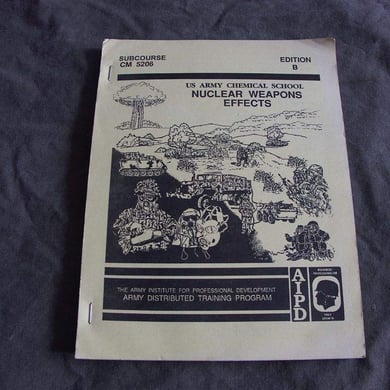 SUBCOURSE
CM 5206
EDITION
B
US ARMY CHEMICAL SCHOOL
NUCLEAR WEAPONS
EFFECTS
THE ARMY INSTITUTE FOR PROFESSIONAL DEVELOPMENT
ARMY DISTRIBUTED TRAINING PROGRAM
AIPD